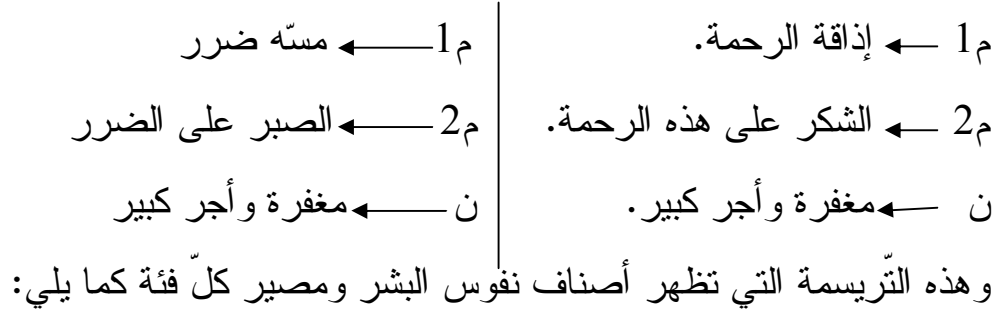 م1 ← إذاقة الرحمة. م1 ← مسّه ضرر
م2 ← الشكر على هذه الرحمة. م2 ← الصبر على الضرر
ن ← مغفرة وأجر كبير. ن ← مغفرة وأجر كبير
وهذه التّريسمة التي تظهر أصناف نفوس البشر ومصير كلّ فئة كما يلي: